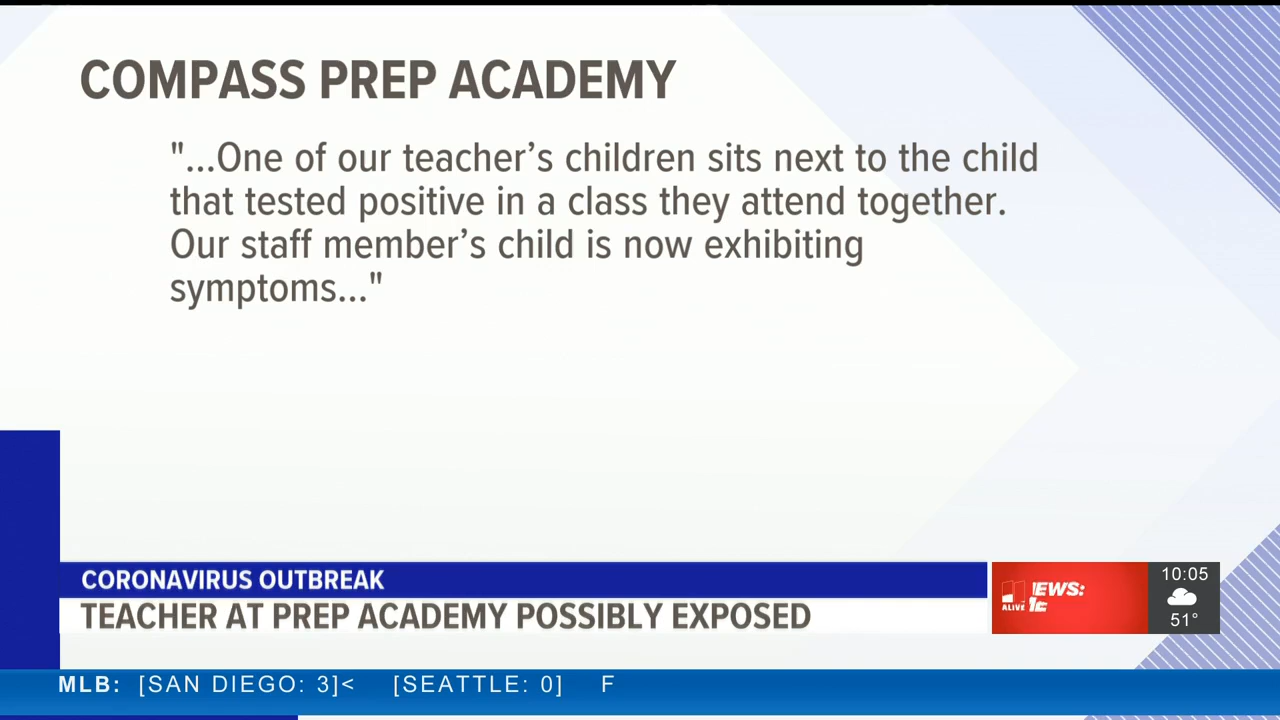 COMPASS PREP ACADEMY
"...One of our teacher’s children sits next to the child
that tested positive in a class they attend together.
Our staff member’s child is now exhibiting
symptoms..."
CORONAVIRUS OUTBREAK
TEACHER AT PREP ACADEMY POSSIBLY EXPOSED
ALIVE
10:05
51°
MLB: [SAN DIEGO: 3]< [SEATTLE: 0] F